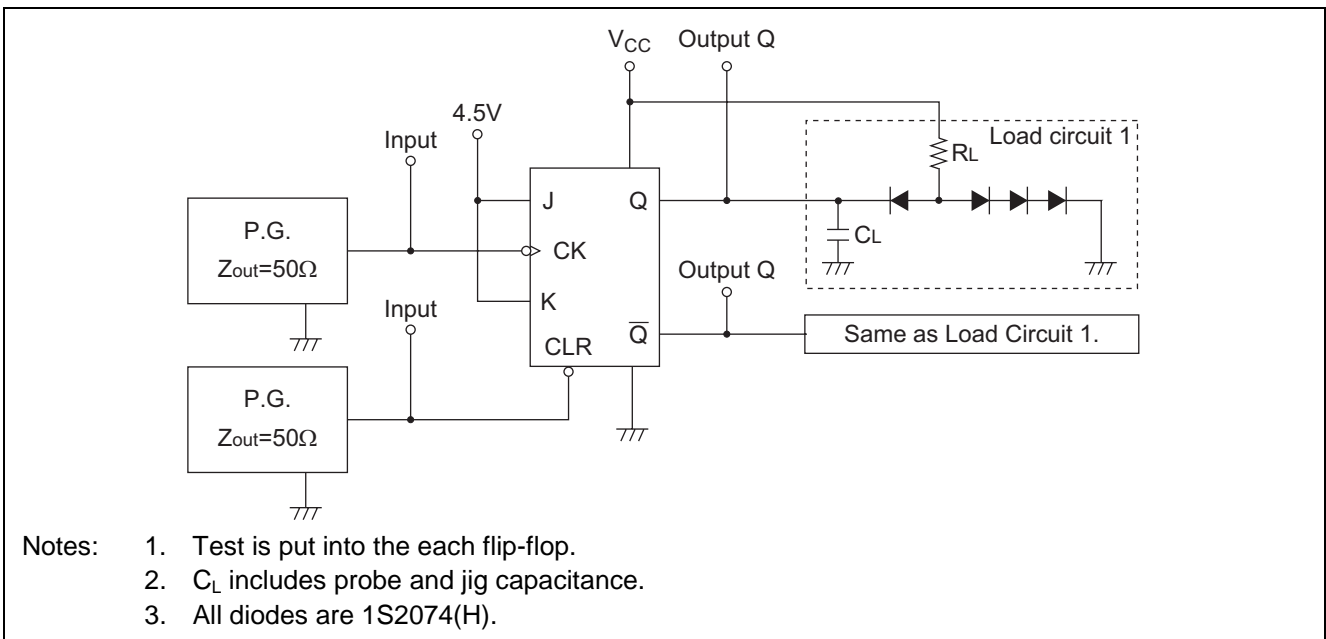 VCC Output Q
4.5V
Input
Load circuit 1
RL
J Q
P.G.
Zout=50Ω
CK
CL
Output Q
Input
K
Q̅
Same as Load Circuit 1.
CLR
P.G.
Zout=50Ω
Notes: 1. Test is put into the each flip-flop.
2. CL includes probe and jig capacitance.
3. All diodes are 1S2074(H).